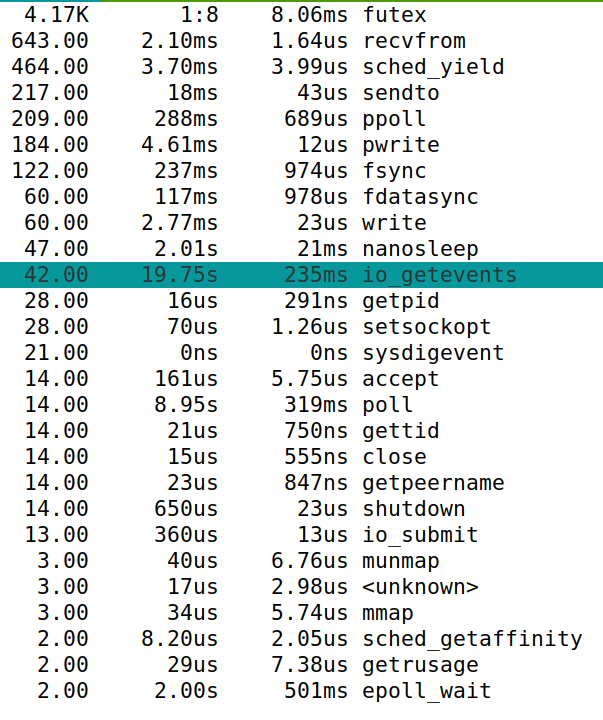 4.17K 1:8 8.06ms futex
643.00 2.10ms 1.64us recvfrom
464.00 3.70ms 3.99us sched_yield
217.00 18ms 43us sendto
209.00 288ms 689us ppoll
184.00 4.61ms 12us pwrite
122.00 237ms 974us fsync
60.00 117ms 978us fdatasync
60.00 2.77ms 23us write
47.00 2.01s 21ms nanosleep
42.00 19.75s 235ms io_getevents
28.00 16us 291ns getpid
28.00 70us 1.26us setsockopt
21.00 0ns 0ns sysdigevent
14.00 161us 5.75us accept
14.00 8.95s 319ms poll
14.00 21us 750ns gettid
14.00 15us 555ns close
14.00 23us 847ns getpeername
14.00 650us 23us shutdown
13.00 360us 13us io_submit
3.00 40us 6.76us munmap
3.00 17us 2.98us <unknown>
3.00 34us 5.74us mmap
2.00 8.20us 2.05us sched_getaffinity
2.00 29us 7.38us getrusage
2.00 2.00s 501ms epoll_wait